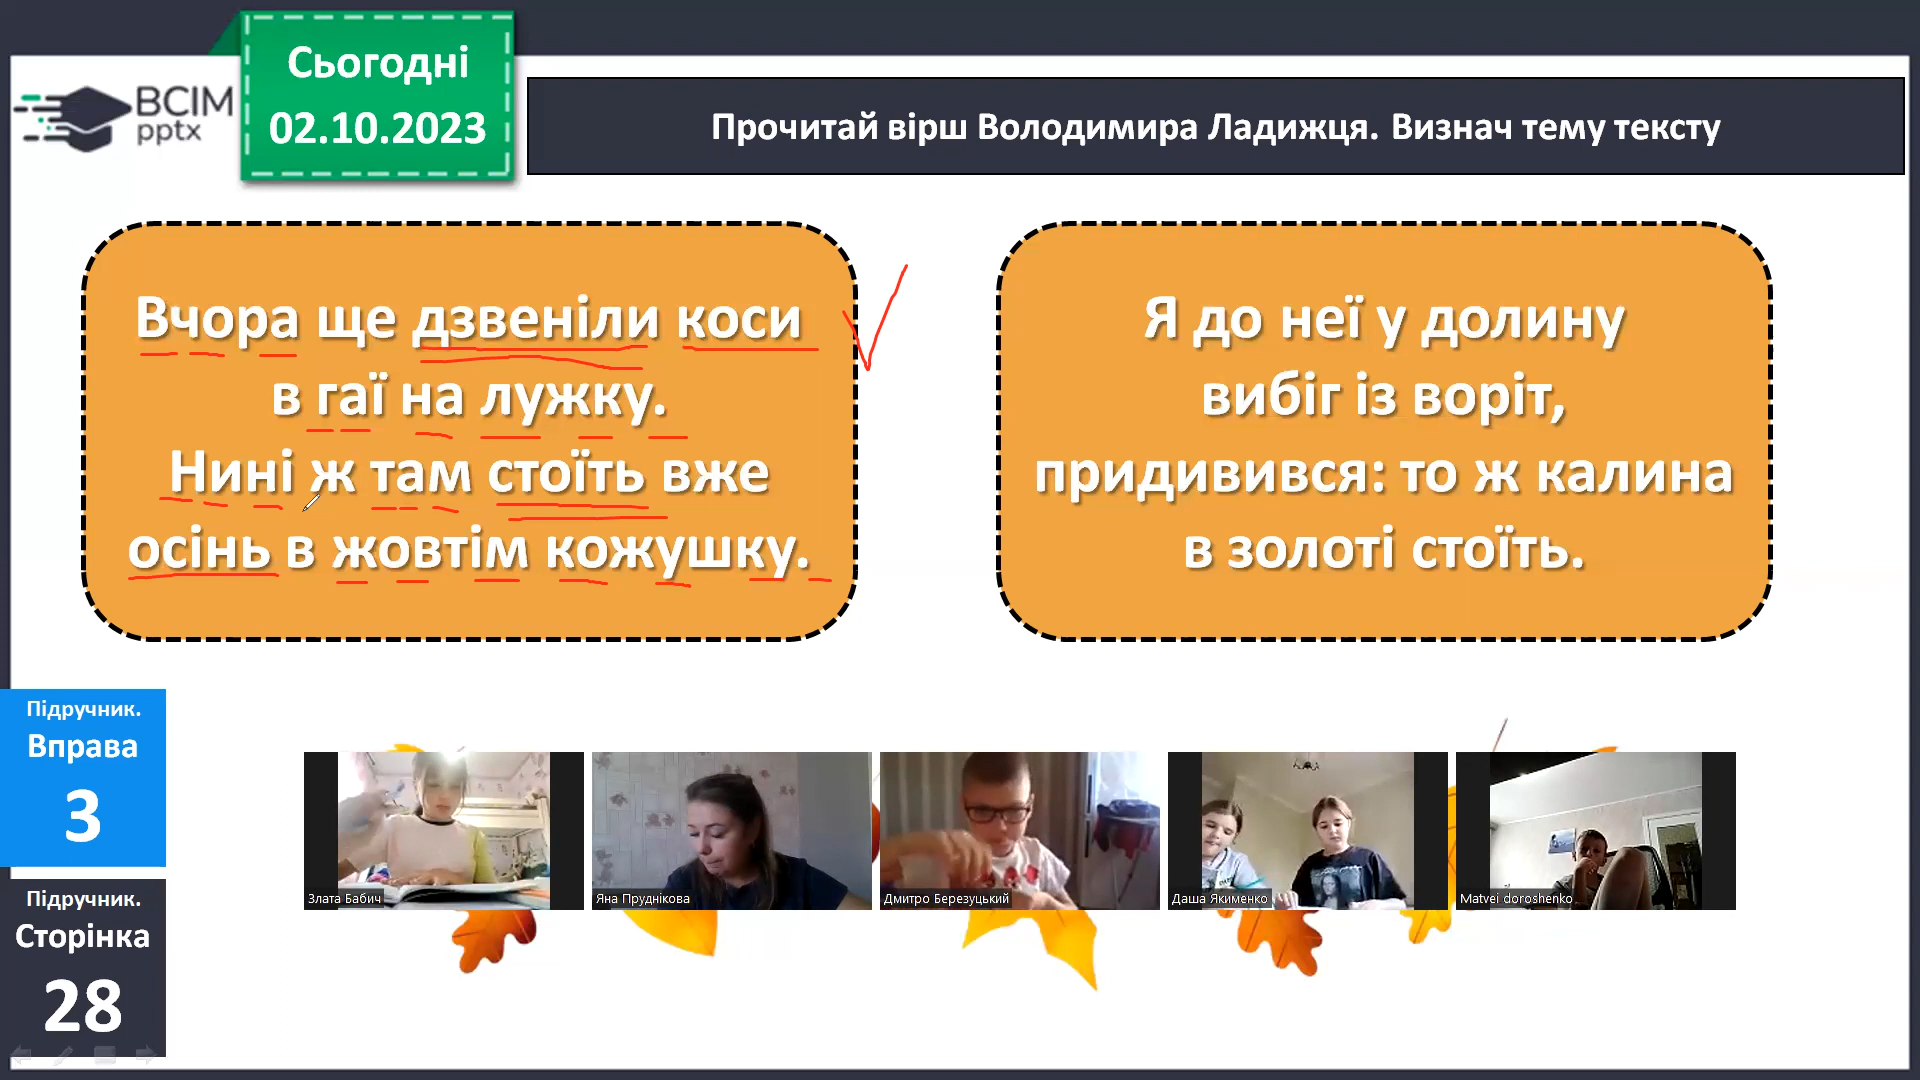 ВСІМ
pptx
Сьогодні
02.10.2023
Прочитай вірш Володимира Ладижця. Визнач тему тексту
Вчора ще дзвеніли коси
в гаї на лужку.
Нині ж там стоїть вже
осінь в жовтім кожушку.
Я до неї у долину
вибіг із воріт,
придивився: то ж калина
в золоті стоїть.
Підручник.
Вправа
3
Підручник.
Сторінка
28
Злата Бабич
Яна Пруднікова
Дмитро Березуцький
Даша Якименко
Matvei doroshenko